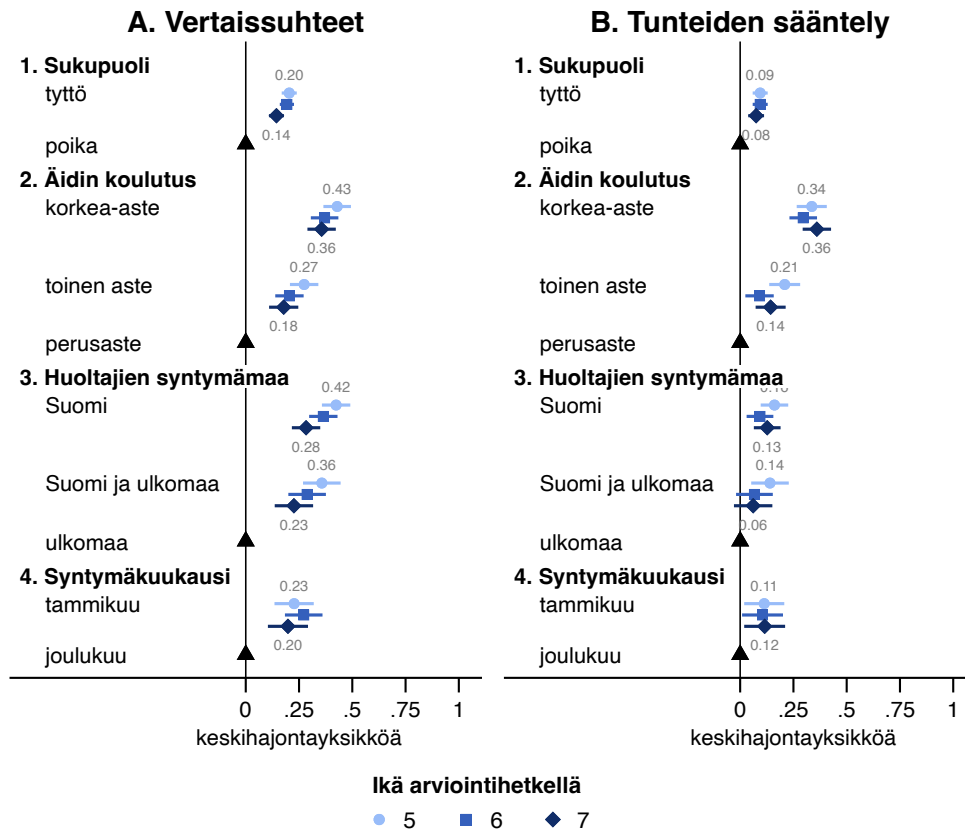 A. Vertaissuhteet
1. Sukupuoli
0.20
tyttö
0.14
poika
2. Äidin koulutus
0.43
korkea-aste
0.36
0.27
toinen aste
0.18
perusaste
3. Huoltajien syntymämaa
0.42
Suomi
0.28
0.36
Suomi ja ulkomaa
0.23
ulkomaa
4. Syntymäkuukausi
0.23
tammikuu
0.20
joulukuu
0 .25 .5 .75 1
keskihajontayksikköä
B. Tunteiden sääntely
1. Sukupuoli
0.09
tyttö
0.08
poika
2. Äidin koulutus
0.34
korkea-aste
0.36
0.21
toinen aste
0.14
perusaste
3. Huoltajien syntymämaa
Suomi
0.13
0.14
Suomi ja ulkomaa
0.06
ulkomaa
4. Syntymäkuukausi
0.11
tammikuu
0.12
joulukuu
0 .25 .5 .75 1
keskihajontayksikköä
Ikä arviointihetkellä
5 6 7